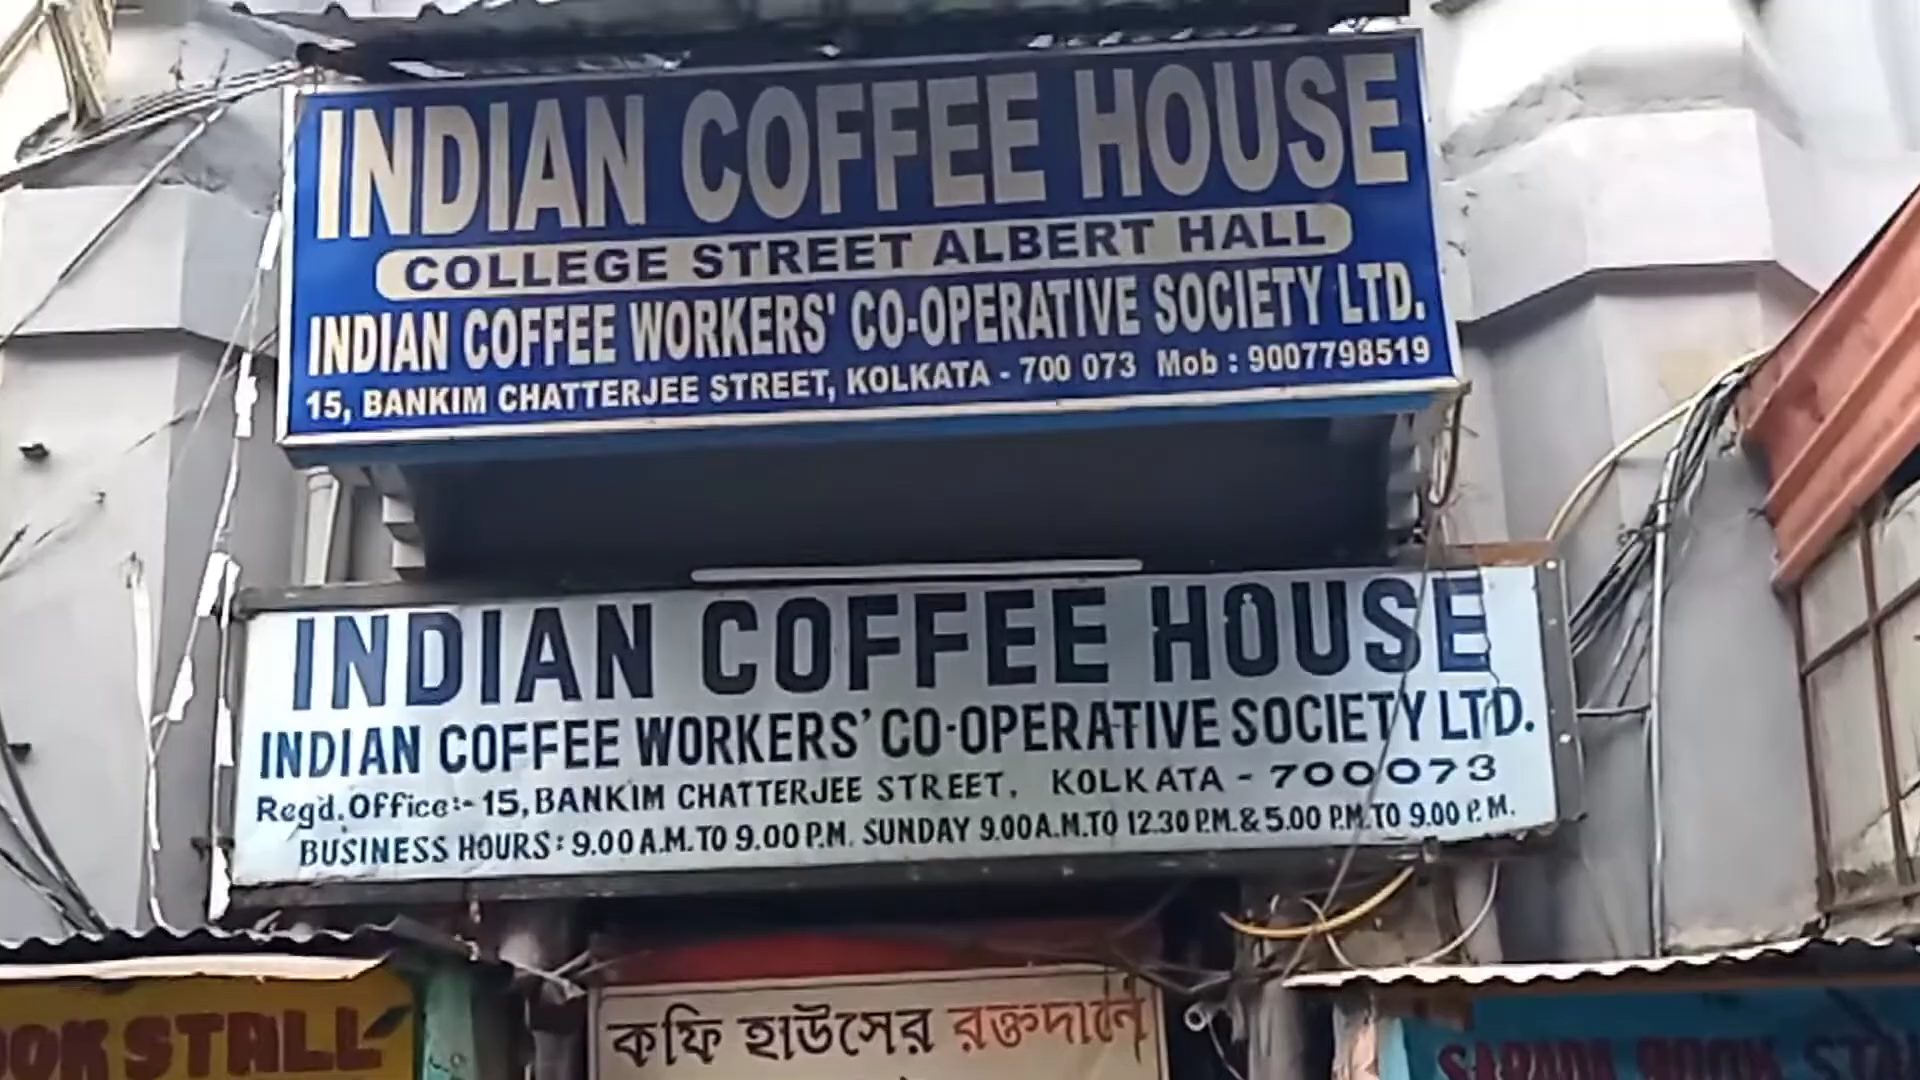 INDIAN COFFEE HOUSE
COLLEGE STREET ALBERT HALL
INDIAN COFFEE WORKERS' CO-OPERATIVE SOCIETY LTD.
15, BANKIM CHATTERJEE STREET, KOLKATA - 700 073 Mob : 9007798519
INDIAN COFFEE HOUSE
INDIAN COFFEE WORKERS' CO-OPERATIVE SOCIETY LTD.
Regd. Office:- 15, BANKIM CHATTERJEE STREET. KOLKATA - 700073
BUSINESS HOURS: 9.00 A.M. TO 9.00 P.M. SUNDAY 9.00 A.M. TO 12.30 P.M. & 5.00 P.M. TO 9.00 P.M.
কফি হাউসের রক্তদানে
STALL
BOOK